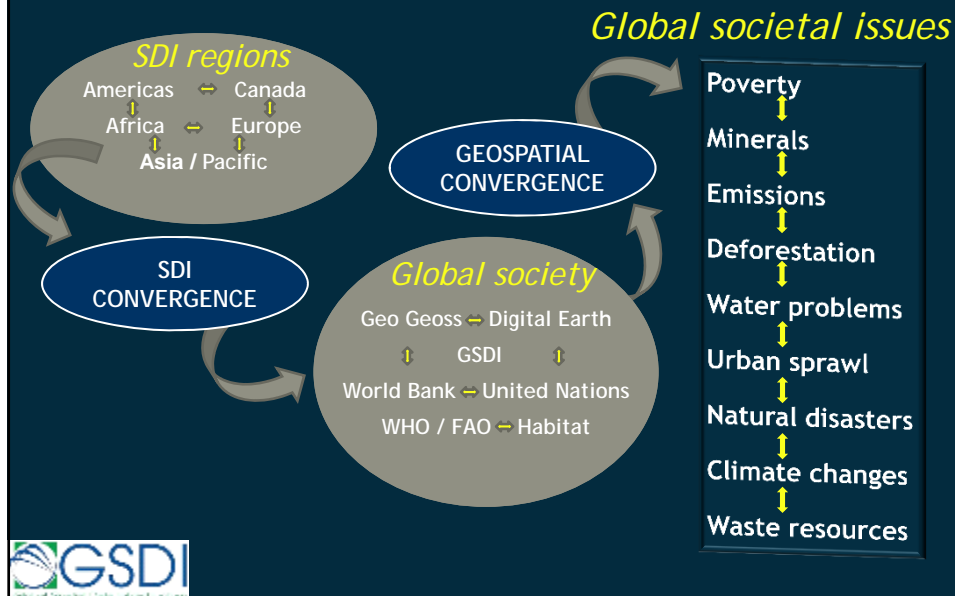 Global societal issues
SDI regions
Americas ↔ Canada
Africa ↔ Europe
Asia / Pacific
SDI
CONVERGENCE
Global society
Geo Geoss ↔ Digital Earth
GSDI
World Bank ↔ United Nations
WHO / FAO ↔ Habitat
GEOSPATIAL
CONVERGENCE
Poverty
Minerals
Emissions
Deforestation
Water problems
Urban sprawl
Natural disasters
Climate changes
Waste resources
GSDI